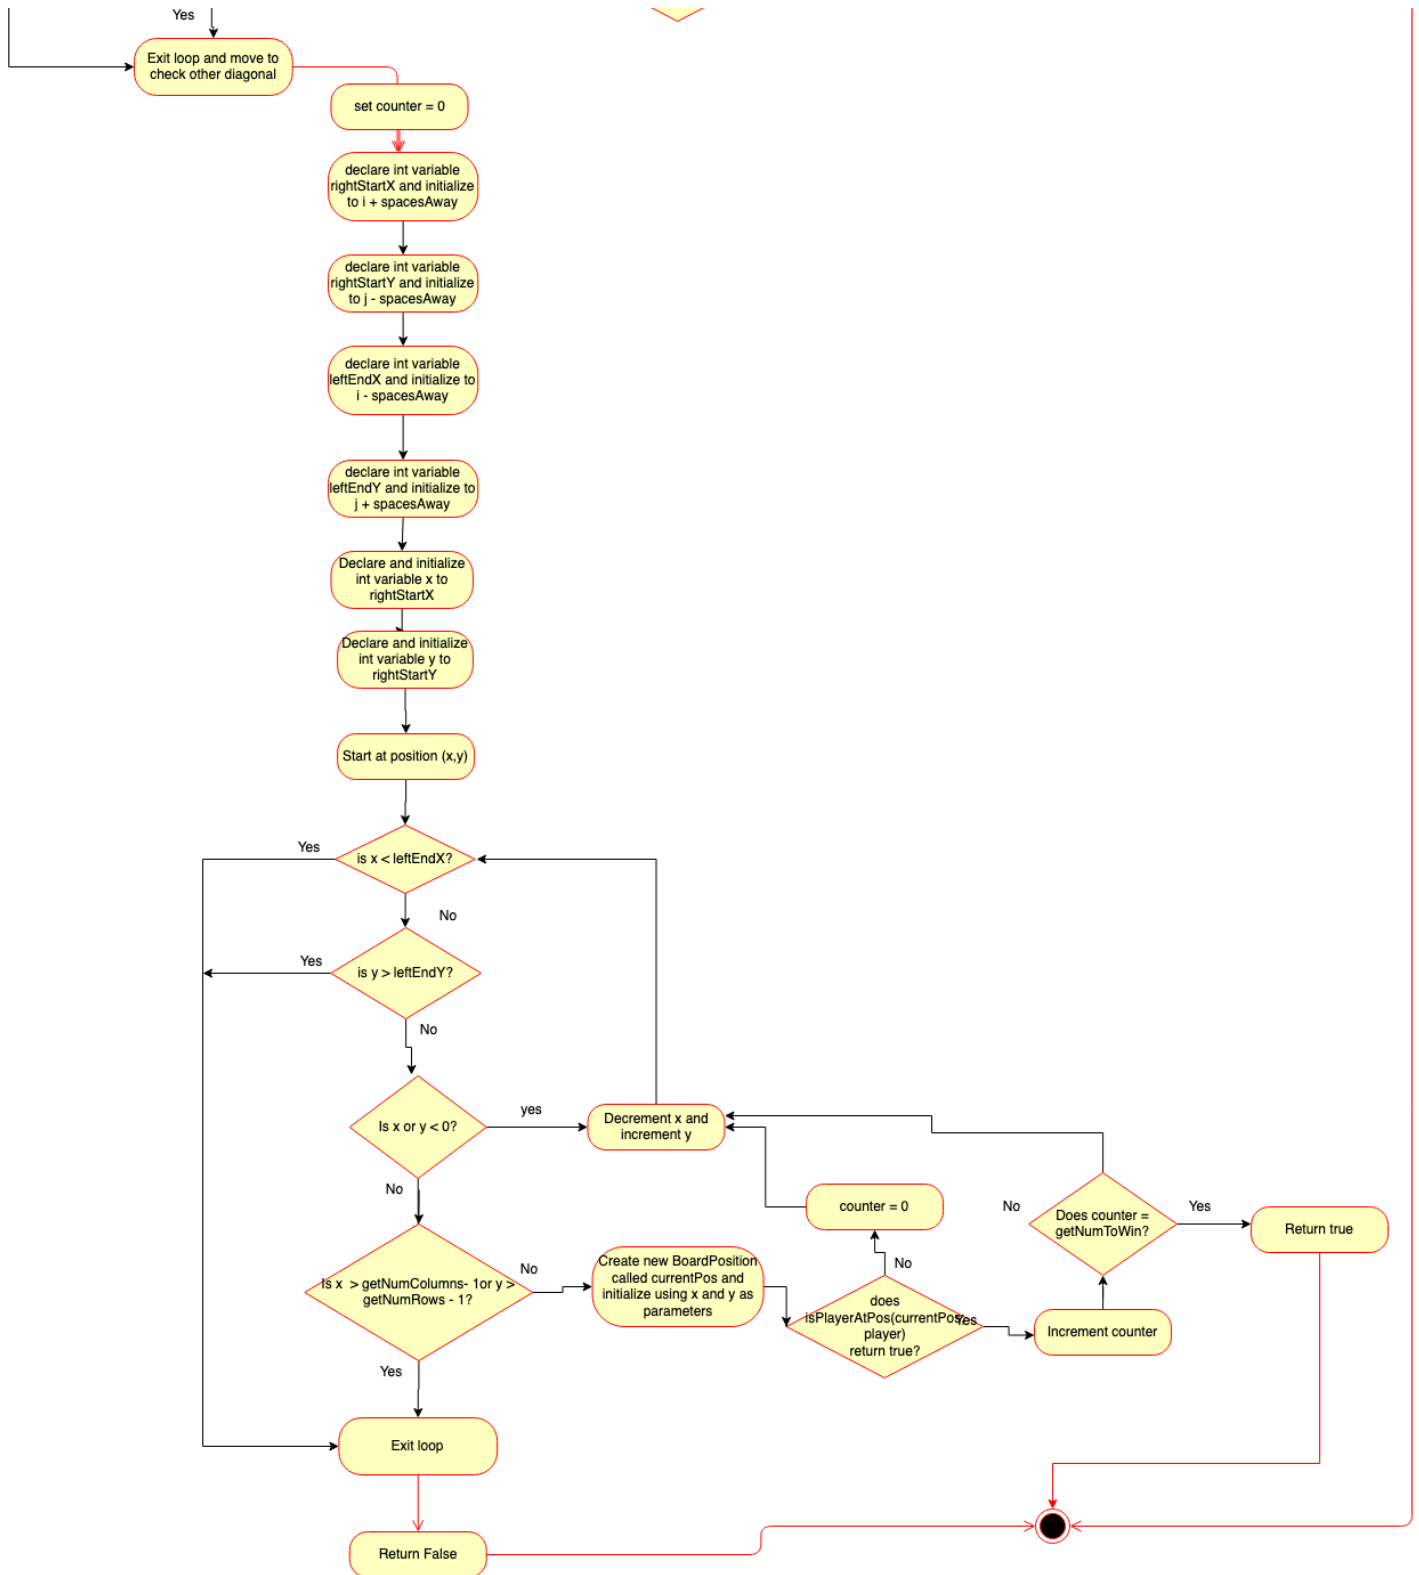 Yes
Exit loop and move to
check other diagonal
set counter = 0
declare int variable
rightStartX and initialize
to i + spacesAway
declare int variable
rightStartY and initialize
to j - spacesAway
declare int variable
leftEndX and initialize to
i - spacesAway
declare int variable
leftEndY and initialize to
j + spacesAway
Declare and initialize
int variable x to
rightStartX
Declare and initialize
int variable y to
rightStartY
Start at position (x,y)
Yes
is x < leftEndX?
No
Yes
is y > leftEndY?
No
Is x or y < 0?
yes
Decrement x and
increment y
No
counter = 0
No
Does counter =
getNumToWin?
Yes
Return true
Is x > getNumColumns- 1or y >
getNumRows - 1?
No
Create new BoardPosition
called currentPos and
initialize using x and y as
parameters
No
does
isPlayerAtPos(currentPos,
player)
return true?
Yes
Increment counter
Yes
Exit loop
Return False